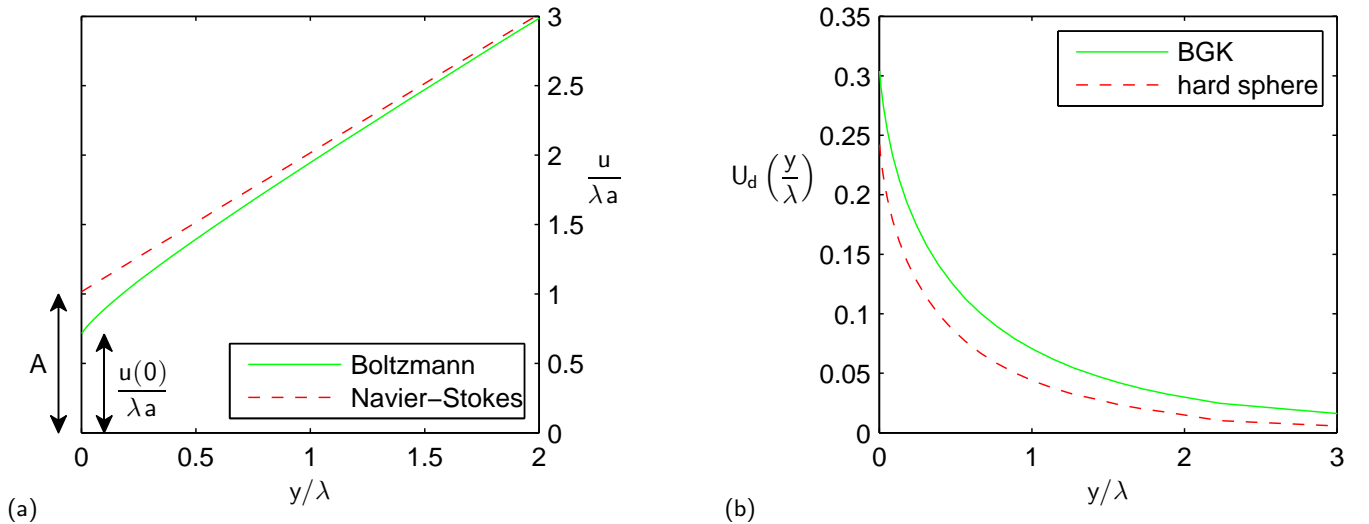 3
2.5
2
u
λ a
1.5
1
A
u(0)
λ a
0.5
0
Boltzmann
Navier−Stokes
0 0.5 1 1.5 2
y/λ
(a)
0.35
0.3
0.25
U_d (y/λ)
0.2
0.15
0.1
0.05
0
BGK
hard sphere
0 1 2 3
y/λ
(b)